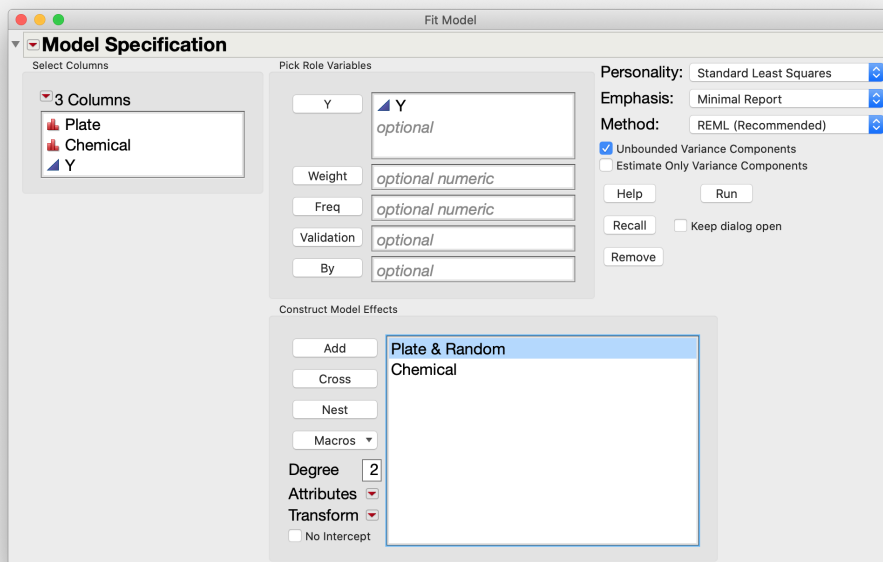 Fit Model
Model Specification
Select Columns
3 Columns
Plate
Chemical
Y
Pick Role Variables
Y
Y
optional
Weight
optional numeric
Freq
optional numeric
Validation
optional
By
optional
Personality:
Standard Least Squares
Emphasis:
Minimal Report
Method:
REML (Recommended)
Unbounded Variance Components
Estimate Only Variance Components
Help
Run
Recall
Keep dialog open
Remove
Construct Model Effects
Add
Cross
Nest
Macros
Degree
2
Attributes
Transform
No Intercept
Plate & Random
Chemical